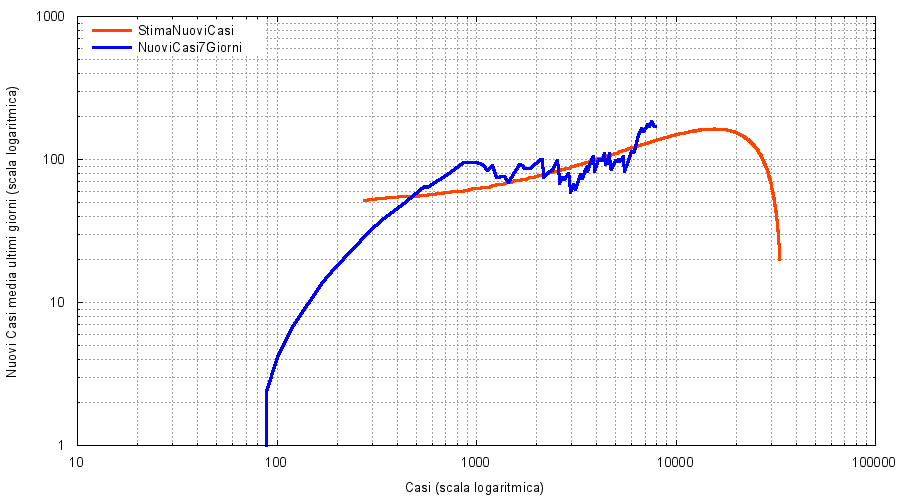 1000
StimaNuoviCasi
NuoviCasi7Giorni
100
10
1
10
100
1000
10000
100000
Nuovi Casi media ultimi giorni (scala logaritmica)
Casi (scala logaritmica)